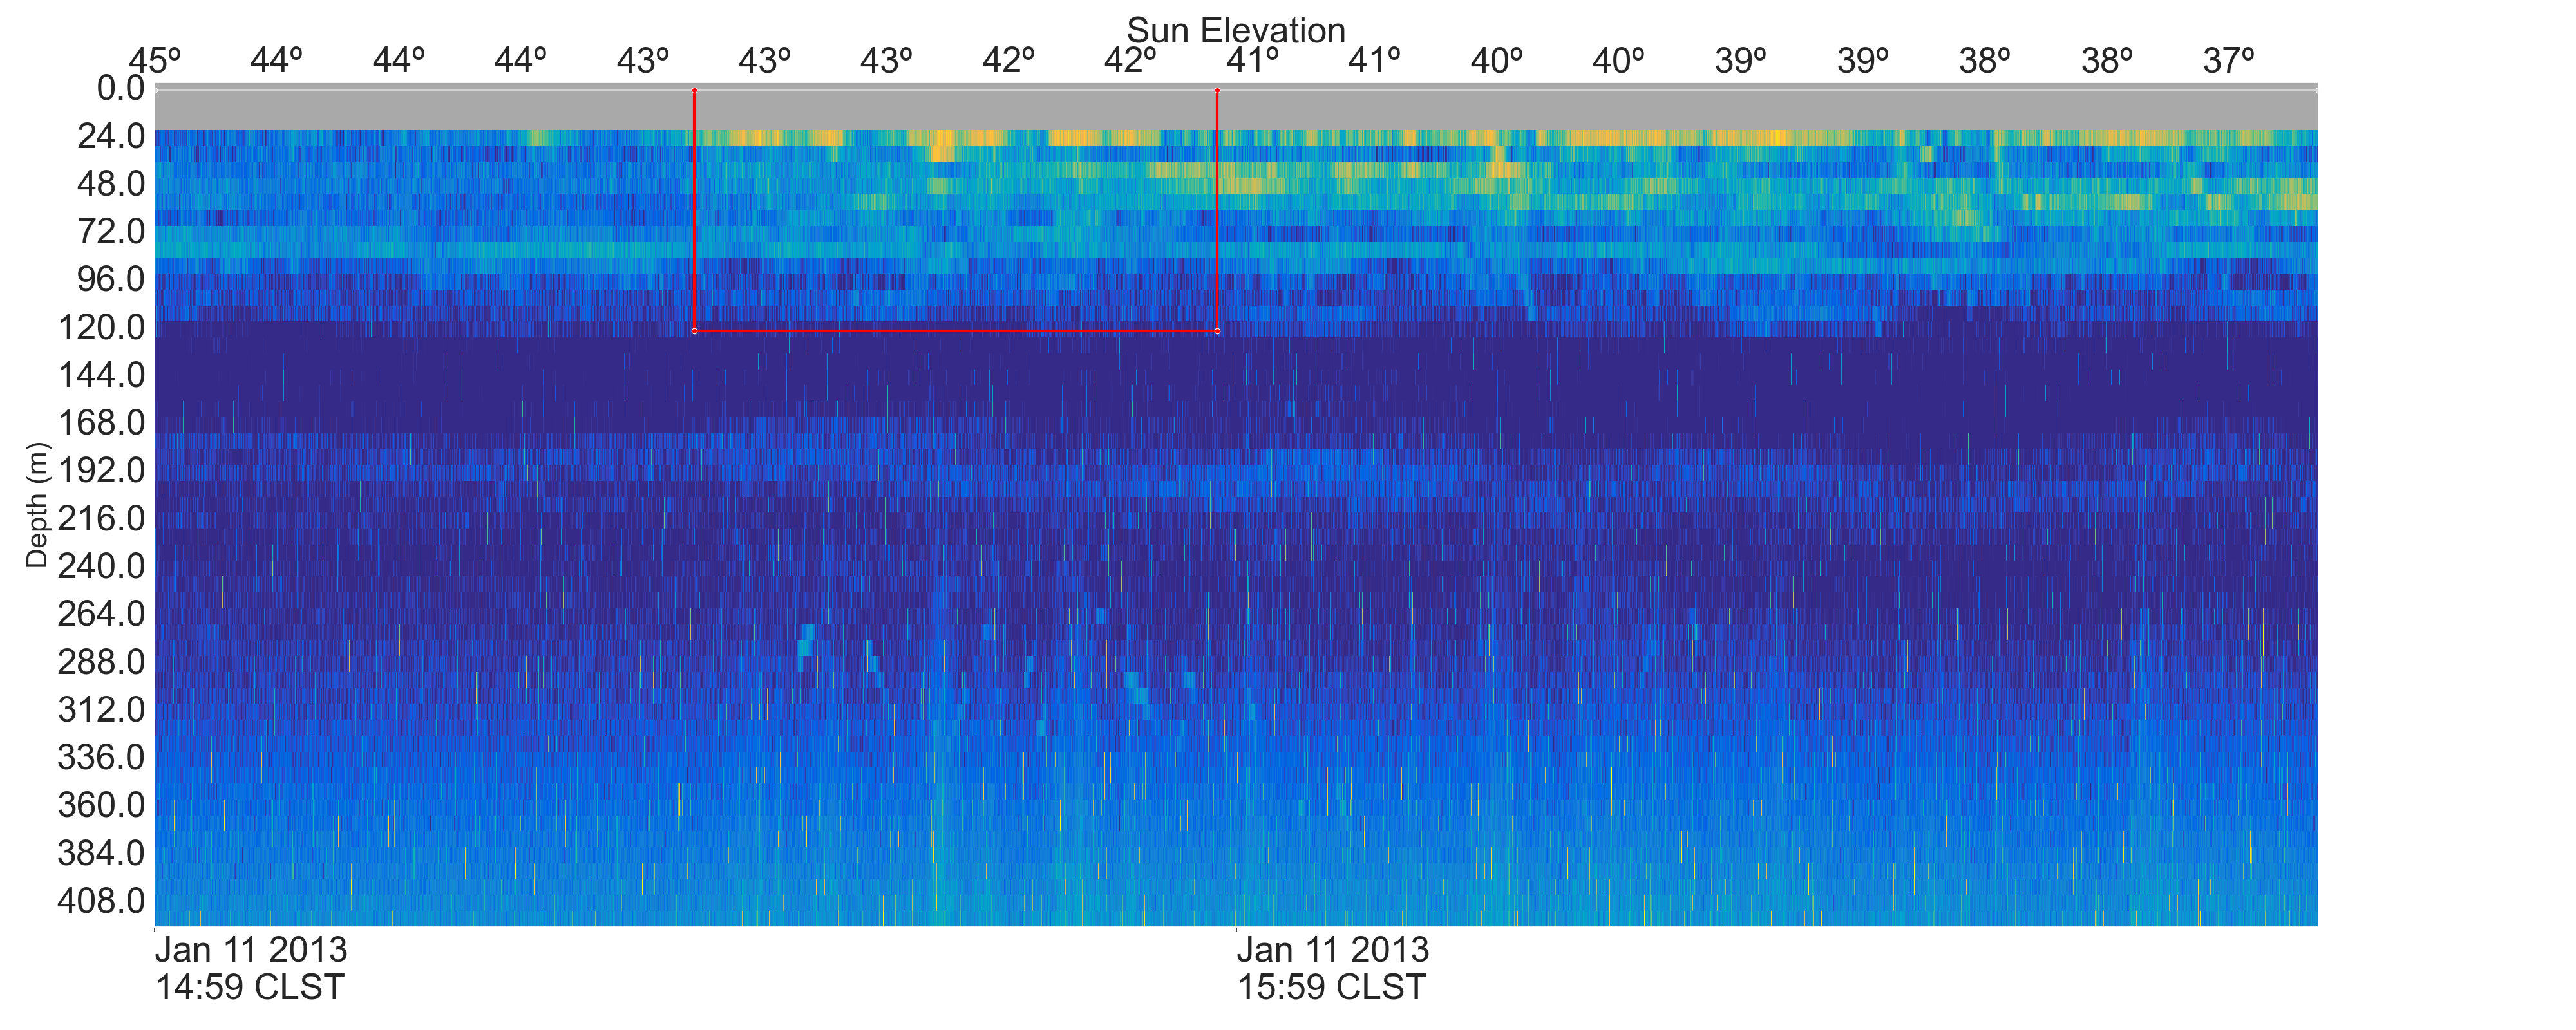 Sun Elevation
45º 44º 44º 44º 43º 43º 43º 42º 42º 41º 41º 40º 40º 39º 39º 38º 38º 37º
0.0
24.0
48.0
72.0
96.0
120.0
144.0
168.0
192.0
216.0
240.0
264.0
288.0
312.0
336.0
360.0
384.0
408.0
Depth (m)
Jan 11 2013
14:59 CLST
Jan 11 2013
15:59 CLST